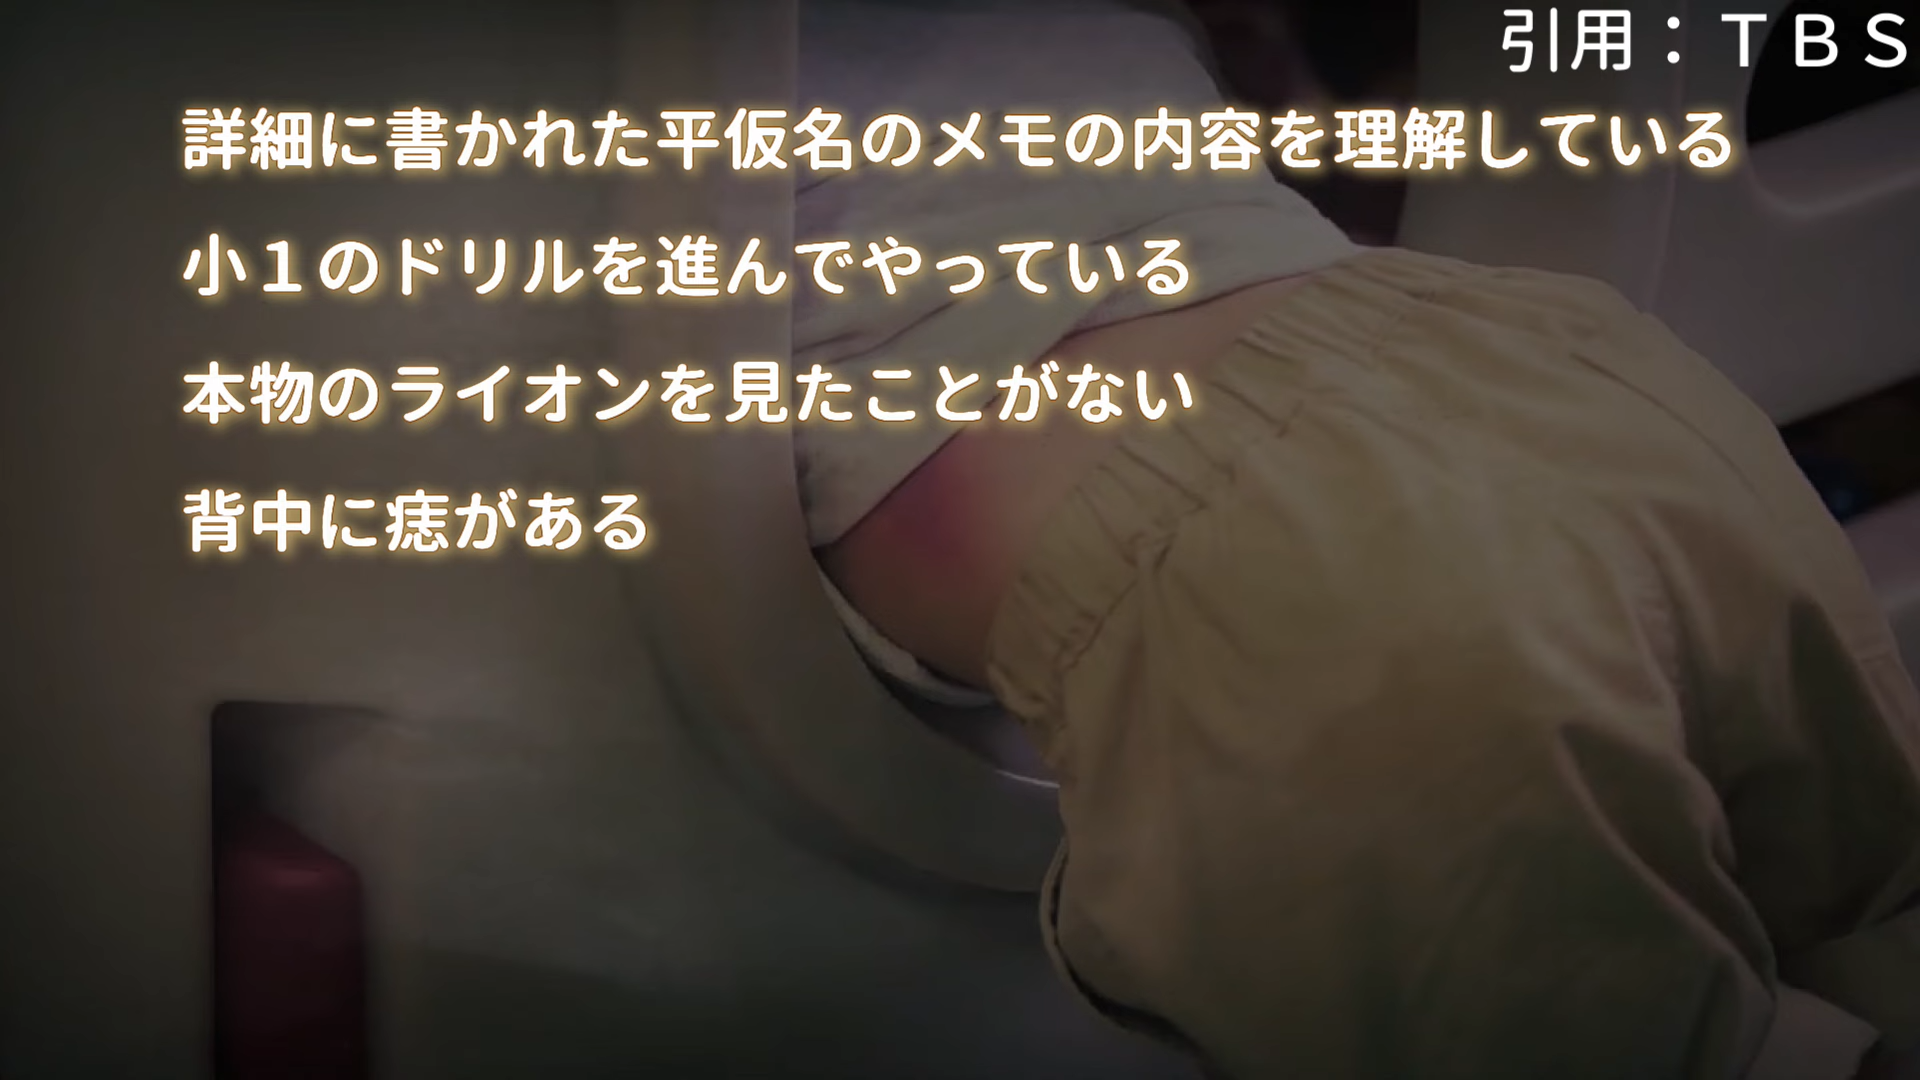 引用：ＴＢＳ
詳細に書かれた平仮名のメモの内容を理解している
小１のドリルを進んでやっている
本物のライオンを見たことがない
背中に痣がある